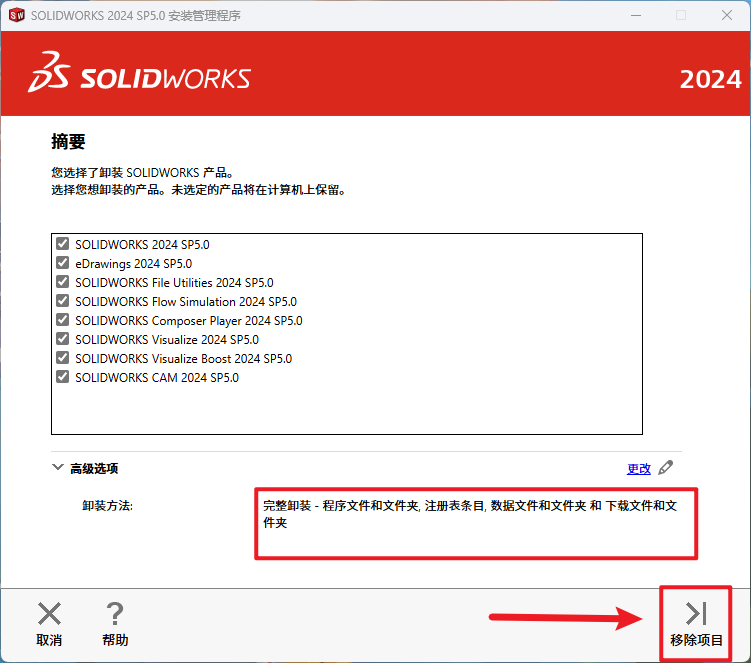 SW SOLIDWORKS 2024 SP5.0 安装管理程序
SOLIDWORKS
2024
摘要
您选择了卸装 SOLIDWORKS 产品。
选择您想卸装的产品。未选定的产品将在计算机上保留。
SOLIDWORKS 2024 SP5.0
eDrawings 2024 SP5.0
SOLIDWORKS File Utilities 2024 SP5.0
SOLIDWORKS Flow Simulation 2024 SP5.0
SOLIDWORKS Composer Player 2024 SP5.0
SOLIDWORKS Visualize 2024 SP5.0
SOLIDWORKS Visualize Boost 2024 SP5.0
SOLIDWORKS CAM 2024 SP5.0
高级选项
更改
卸装方法:
完整卸装 - 程序文件和文件夹, 注册表条目, 数据文件和文件夹 和 下载文件和文
件夹
取消
帮助
移除项目